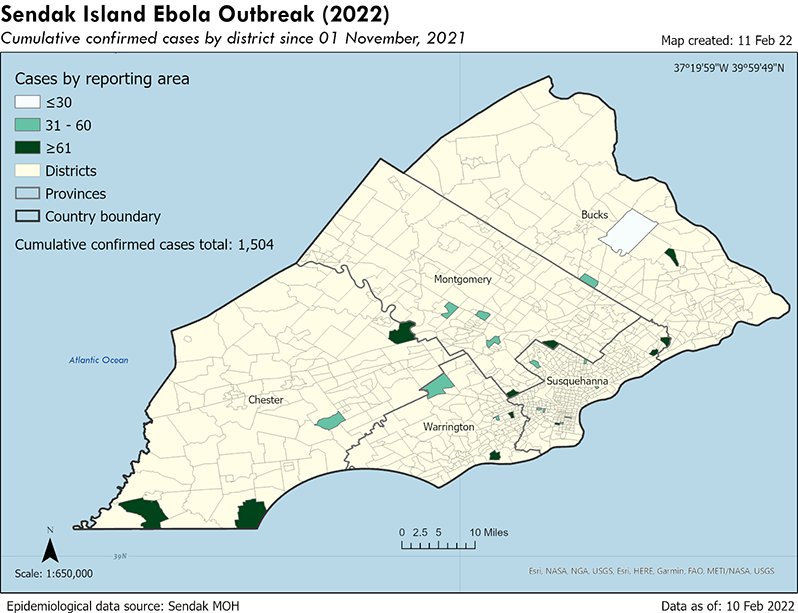 Sendak Island Ebola Outbreak (2022)
Cumulative confirmed cases by district since 01 November, 2021
Map created: 11 Feb 22
37°19'59"W 39°59'49"N
Cases by reporting area
≤30
31 - 60
≥61
Districts
Provinces
Country boundary
Cumulative confirmed cases total: 1,504
Bucks
Montgomery
Atlantic Ocean
Susquehanna
Chester
Warrington
N
39N
Scale: 1:650,000
0 2.5 5 10 Miles
Esri, NASA, NGA, USGS, Esri, HERE, Garmin, FAO, METI/NASA, USGS
Epidemiological data source: Sendak MOH
Data as of: 10 Feb 2022